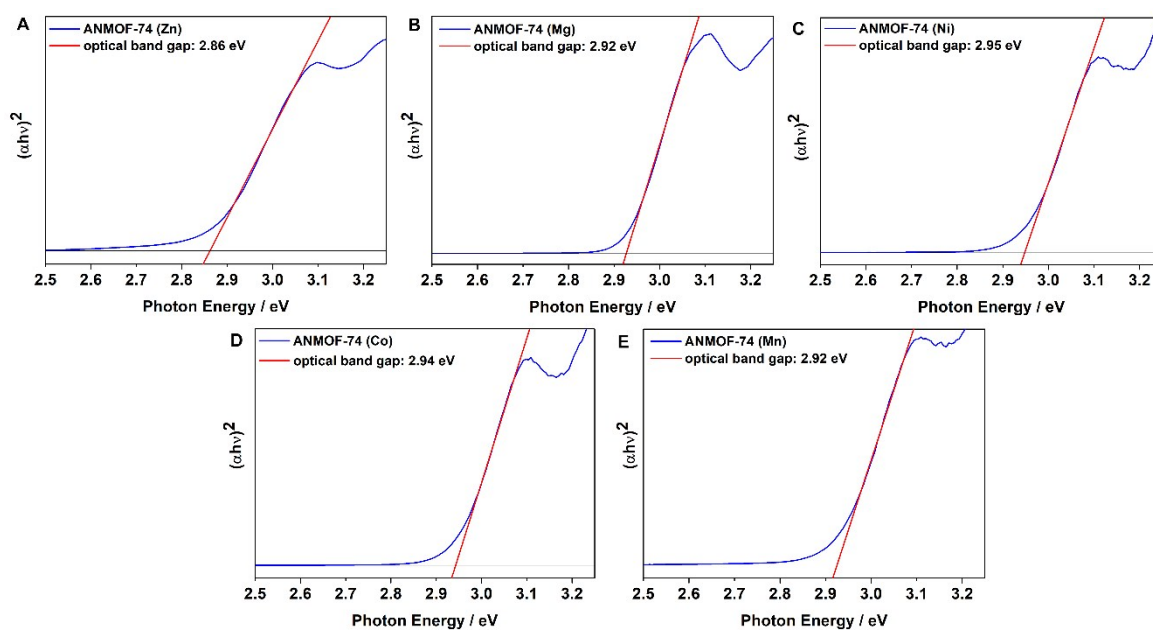 A
ANMOF-74 (Zn)
optical band gap: 2.86 eV
(αhν)²
2.5 2.6 2.7 2.8 2.9 3.0 3.1 3.2
Photon Energy / eV
B
ANMOF-74 (Mg)
optical band gap: 2.92 eV
(αhν)²
2.5 2.6 2.7 2.8 2.9 3.0 3.1 3.2
Photon Energy / eV
C
ANMOF-74 (Ni)
optical band gap: 2.95 eV
(αhν)²
2.5 2.6 2.7 2.8 2.9 3.0 3.1 3.2
Photon Energy / eV
D
ANMOF-74 (Co)
optical band gap: 2.94 eV
(αhν)²
2.5 2.6 2.7 2.8 2.9 3.0 3.1 3.2
Photon Energy / eV
E
ANMOF-74 (Mn)
optical band gap: 2.92 eV
(αhν)²
2.5 2.6 2.7 2.8 2.9 3.0 3.1 3.2
Photon Energy / eV